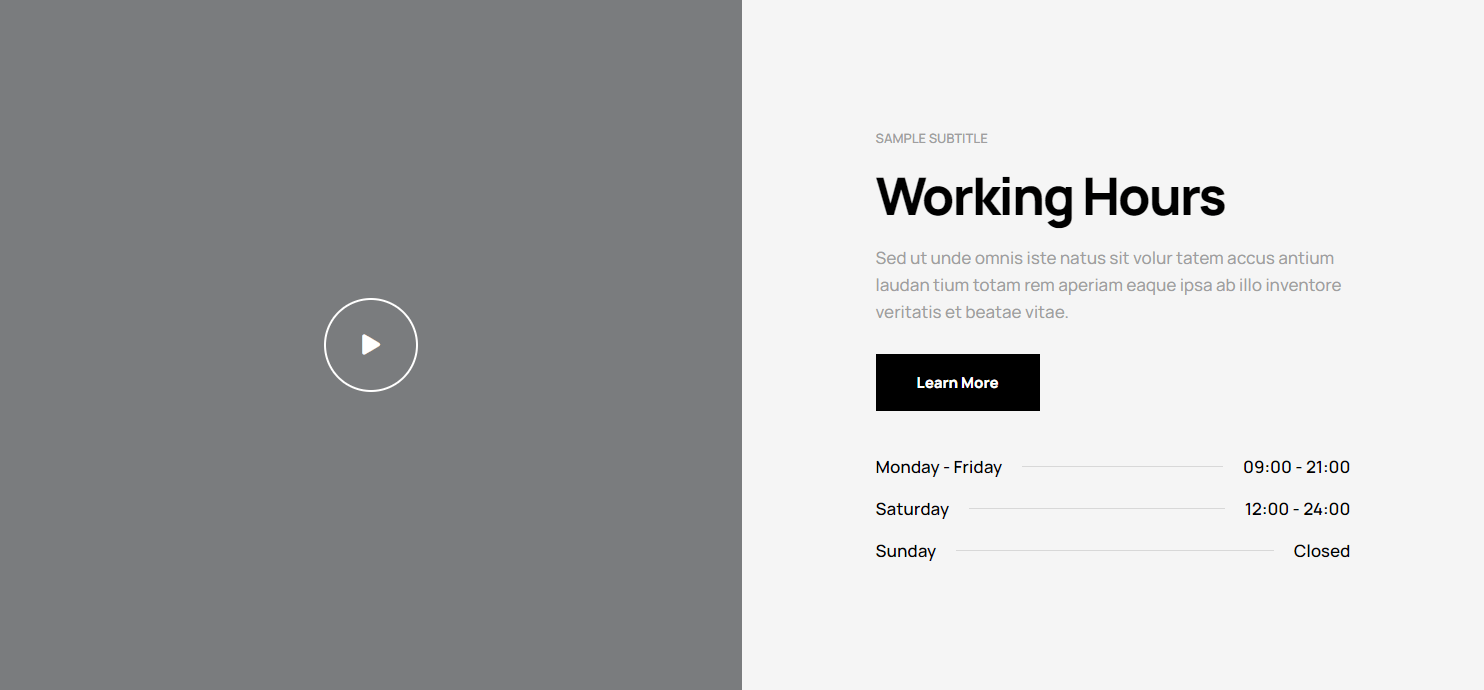 SAMPLE SUBTITLE
Working Hours
Sed ut unde omnis iste natus sit volur tatem accus antium
laudan tium totam rem aperiam eaque ipsa ab illo inventore
veritatis et beatae vitae.
Learn More
Monday - Friday 09:00 - 21:00
Saturday 12:00 - 24:00
Sunday Closed